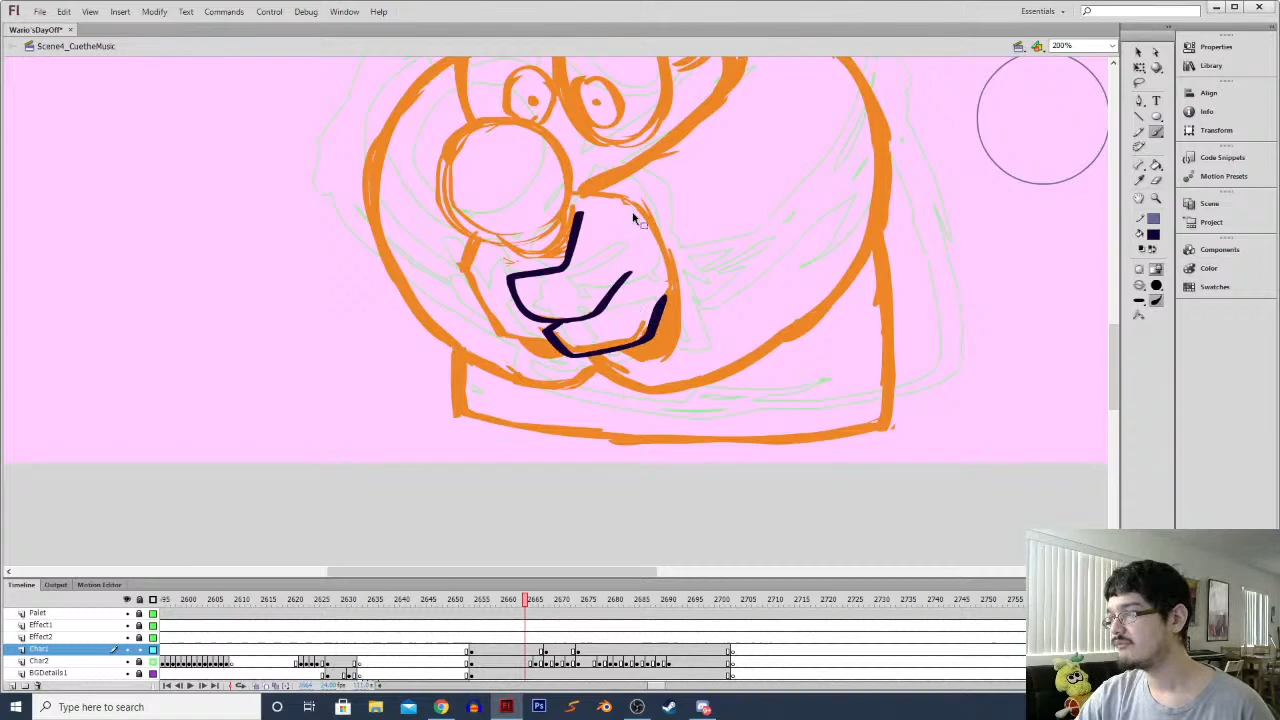 Fl File Edit View Insert Modify Text Commands Control Debug Window Help Essentials
Wario'sDayOff* ×
Scene4_CuetheMusic 200%
Properties
Library
Align
Info
Transform
Code Snippets
Motion Presets
Scene
Project
Components
Color
Swatches
Timeline Output Motion Editor
2600 2605 2610 2615 2620 2625 2630 2635 2640 2645 2650 2655 2660 2665 2670 2675 2680 2685 2690 2695 2700 2705 2710 2715 2720 2725 2730 2735 2740 2745 2750 2755
Palet
Effect1
Effect2
Char1
Char2
BGDetails1
24.00 fps
Type here to search